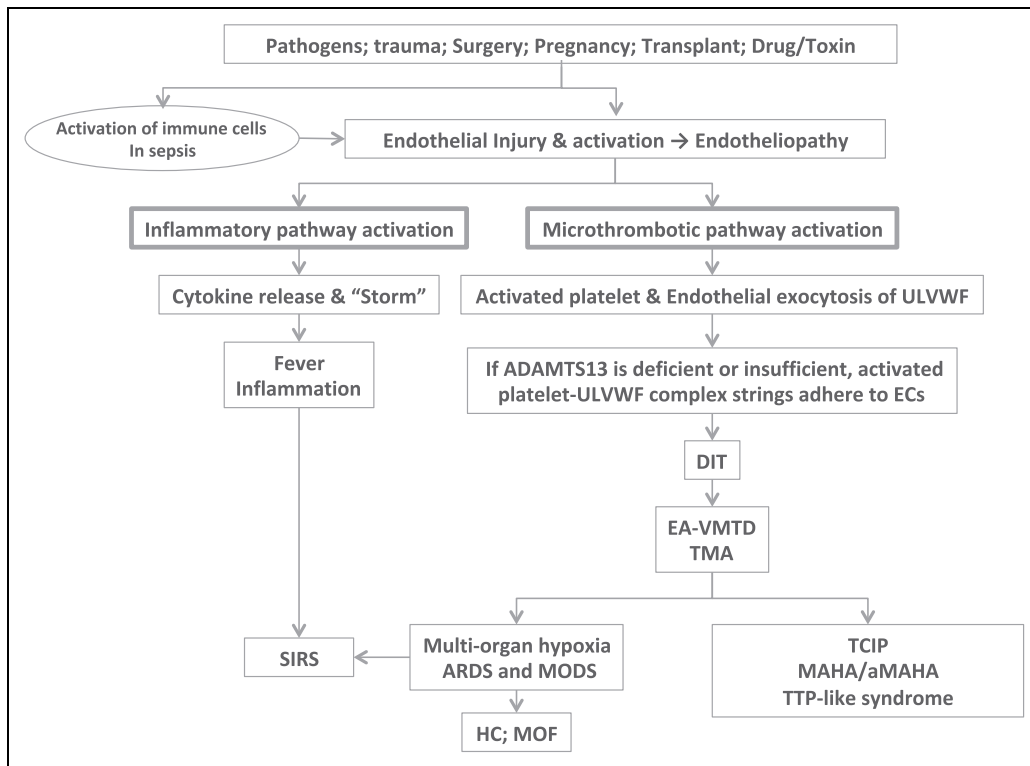 Pathogens; trauma; Surgery; Pregnancy; Transplant; Drug/Toxin
Activation of immune cells
In sepsis
Endothelial Injury & activation → Endotheliopathy
Inflammatory pathway activation
Microthrombotic pathway activation
Cytokine release & “Storm”
Activated platelet & Endothelial exocytosis of ULVWF
Fever
Inflammation
If ADAMTS13 is deficient or insufficient, activated
platelet-ULVWF complex strings adhere to ECs
DIT
EA-VMTD
TMA
SIRS
Multi-organ hypoxia
ARDS and MODS
TCIP
MAHA/aMAHA
TTP-like syndrome
HC; MOF